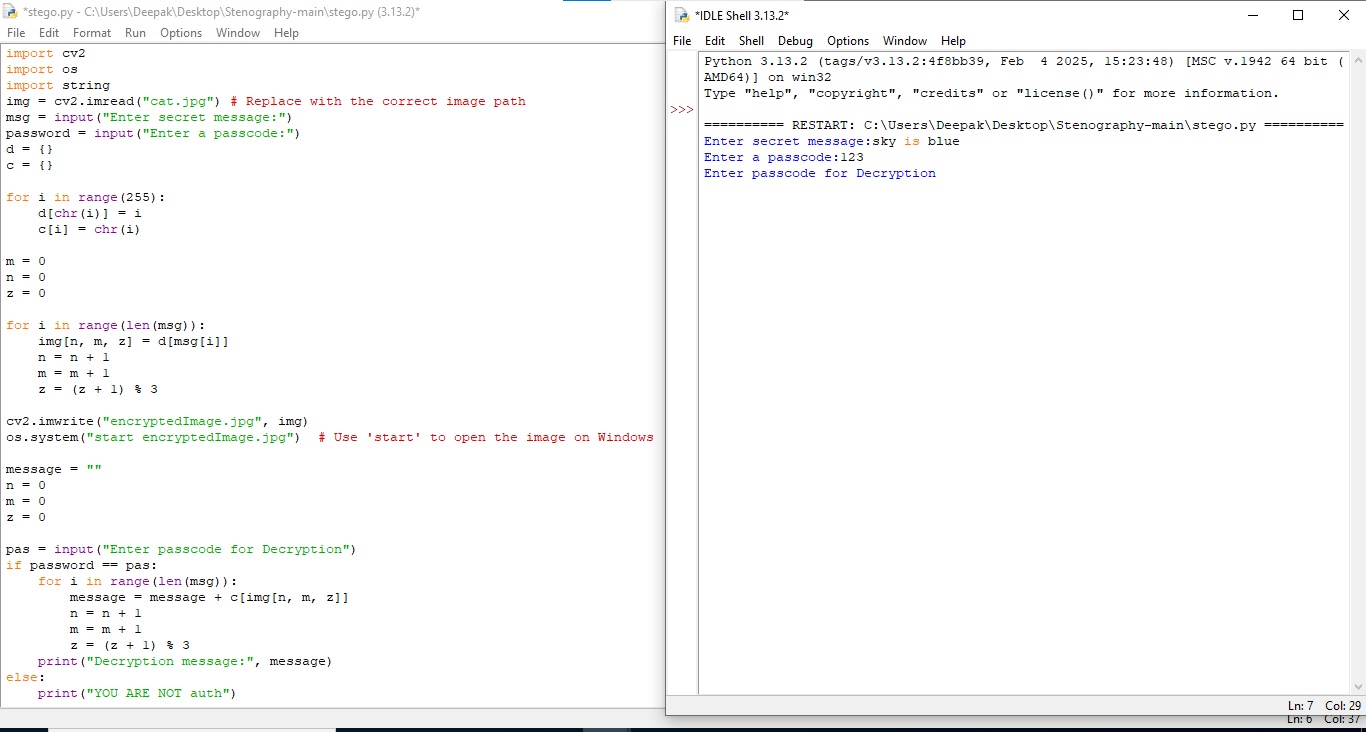 *stego.py - C:\Users\Deepak\Desktop\Stenography-main\stego.py (3.13.2)*
File Edit Format Run Options Window Help
import cv2
import os
import string
img = cv2.imread("cat.jpg") # Replace with the correct image path
msg = input("Enter secret message:")
password = input("Enter a passcode:")
d = {}
c = {}
for i in range(255):
    d[chr(i)] = i
    c[i] = chr(i)
m = 0
n = 0
z = 0
for i in range(len(msg)):
    img[n, m, z] = d[msg[i]]
    n = n + 1
    m = m + 1
    z = (z + 1) % 3
cv2.imwrite("encryptedImage.jpg", img)
os.system("start encryptedImage.jpg")  # Use 'start' to open the image on Windows
message = ""
n = 0
m = 0
z = 0
pas = input("Enter passcode for Decryption")
if password == pas:
    for i in range(len(msg)):
        message = message + c[img[n, m, z]]
        n = n + 1
        m = m + 1
        z = (z + 1) % 3
    print("Decryption message:", message)
else:
    print("YOU ARE NOT auth")
*IDLE Shell 3.13.2*
File Edit Shell Debug Options Window Help
Python 3.13.2 (tags/v3.13.2:4f8bb39, Feb  4 2025, 15:23:48) [MSC v.1942 64 bit (
AMD64)] on win32
Type "help", "copyright", "credits" or "license()" for more information.
>>>
========== RESTART: C:\Users\Deepak\Desktop\Stenography-main\stego.py ==========
Enter secret message:sky is blue
Enter a passcode:123
Enter passcode for Decryption
Ln: 7 Col: 29
Ln: 6 Col: 37